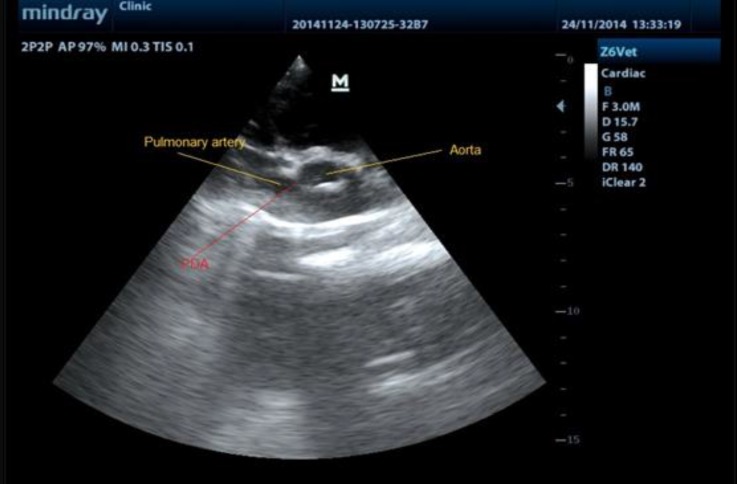 mindray
Clinic
20141124-130725-32B7
24/11/2014 13:33:19
2P2P AP 97% MI 0.3 TIS 0.1
M
Pulmonary artery
Aorta
PDA
0
5
10
15
Z6Vet
Cardiac
B
F 3.0M
D 15.7
G 58
FR 65
DR 140
iClear 2